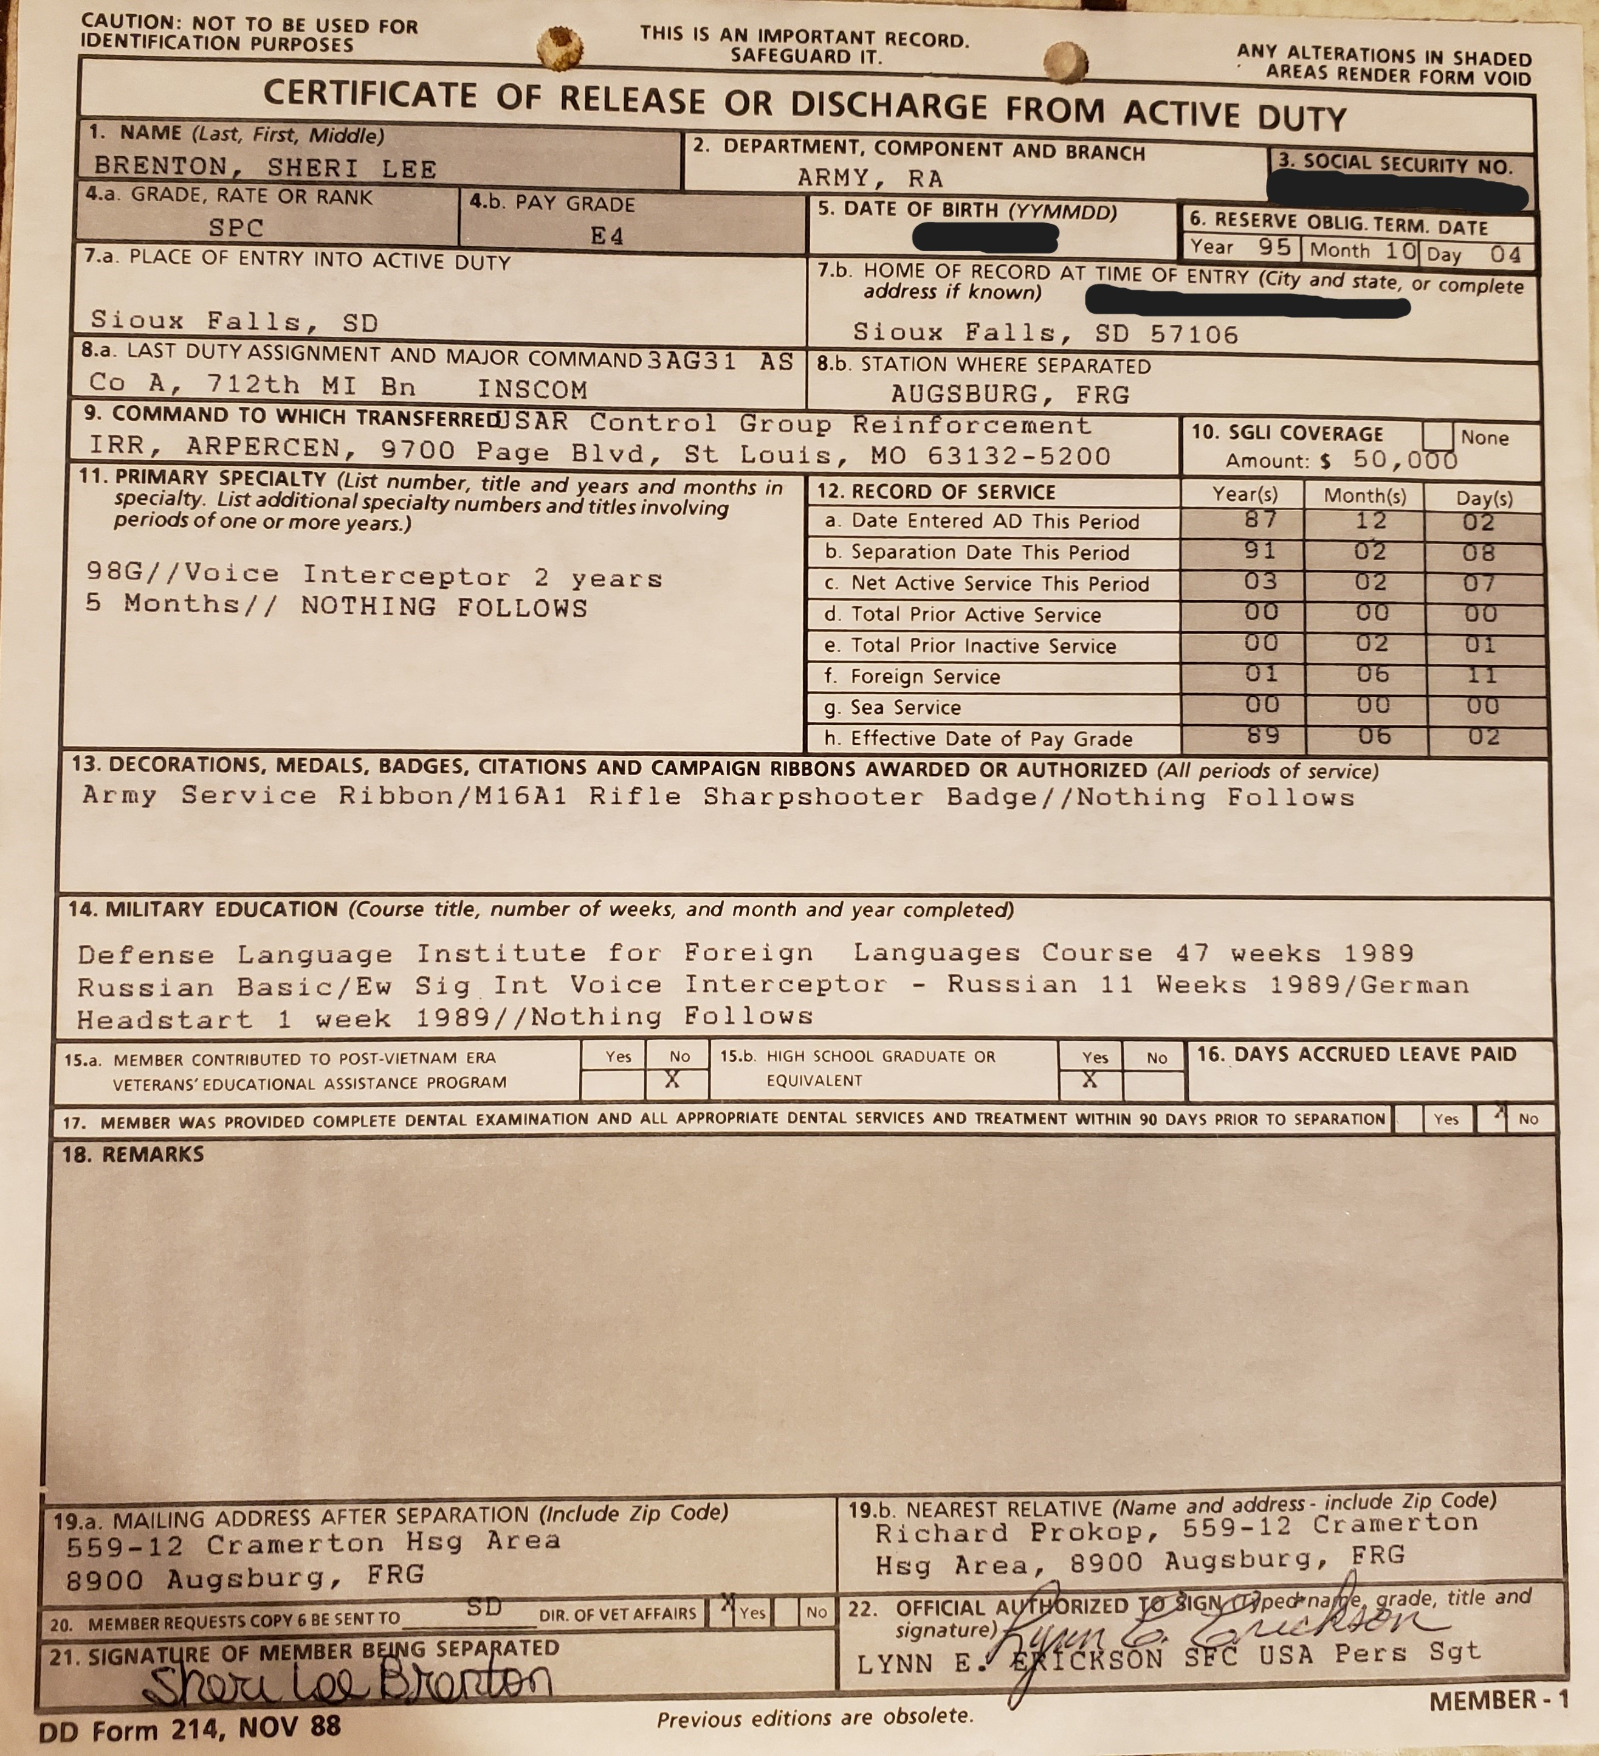 CAUTION: NOT TO BE USED FOR IDENTIFICATION PURPOSES
THIS IS AN IMPORTANT RECORD. SAFEGUARD IT.
ANY ALTERATIONS IN SHADED AREAS RENDER FORM VOID
CERTIFICATE OF RELEASE OR DISCHARGE FROM ACTIVE DUTY
1. NAME (Last, First, Middle)
BRENTON, SHERI LEE
2. DEPARTMENT, COMPONENT AND BRANCH
ARMY, RA
3. SOCIAL SECURITY NO.
4.a. GRADE, RATE OR RANK
SPC
4.b. PAY GRADE
E4
5. DATE OF BIRTH (YYMMDD)
6. RESERVE OBLIG. TERM. DATE
Year 95 Month 10 Day 04
7.a. PLACE OF ENTRY INTO ACTIVE DUTY
Sioux Falls, SD
7.b. HOME OF RECORD AT TIME OF ENTRY (City and state, or complete
address if known)
Sioux Falls, SD 57106
8.a. LAST DUTY ASSIGNMENT AND MAJOR COMMAND 3AG31 AS
Co A, 712th MI Bn INSCOM
8.b. STATION WHERE SEPARATED
AUGSBURG, FRG
9. COMMAND TO WHICH TRANSFERRED USAR Control Group Reinforcement
IRR, ARPERCEN, 9700 Page Blvd, St Louis, MO 63132-5200
10. SGLI COVERAGE None
Amount: $ 50,000
11. PRIMARY SPECIALTY (List number, title and years and months in
specialty. List additional specialty numbers and titles involving
periods of one or more years.)
98G//Voice Interceptor 2 years
5 Months// NOTHING FOLLOWS
12. RECORD OF SERVICE Year(s) Month(s) Day(s)
a. Date Entered AD This Period 87 12 02
b. Separation Date This Period 91 02 08
c. Net Active Service This Period 03 02 07
d. Total Prior Active Service 00 00 00
e. Total Prior Inactive Service 00 02 01
f. Foreign Service 01 06 11
g. Sea Service 00 00 00
h. Effective Date of Pay Grade 89 06 02
13. DECORATIONS, MEDALS, BADGES, CITATIONS AND CAMPAIGN RIBBONS AWARDED OR AUTHORIZED (All periods of service)
Army Service Ribbon/M16A1 Rifle Sharpshooter Badge//Nothing Follows
14. MILITARY EDUCATION (Course title, number of weeks, and month and year completed)
Defense Language Institute for Foreign Languages Course 47 weeks 1989
Russian Basic/Ew Sig Int Voice Interceptor - Russian 11 Weeks 1989/German
Headstart 1 week 1989//Nothing Follows
15.a. MEMBER CONTRIBUTED TO POST-VIETNAM ERA
VETERANS' EDUCATIONAL ASSISTANCE PROGRAM
Yes No
X
15.b. HIGH SCHOOL GRADUATE OR
EQUIVALENT
Yes No
X
16. DAYS ACCRUED LEAVE PAID
17. MEMBER WAS PROVIDED COMPLETE DENTAL EXAMINATION AND ALL APPROPRIATE DENTAL SERVICES AND TREATMENT WITHIN 90 DAYS PRIOR TO SEPARATION Yes X No
18. REMARKS
19.a. MAILING ADDRESS AFTER SEPARATION (Include Zip Code)
559-12 Cramerton Hsg Area
8900 Augsburg, FRG
19.b. NEAREST RELATIVE (Name and address - include Zip Code)
Richard Prokop, 559-12 Cramerton
Hsg Area, 8900 Augsburg, FRG
20. MEMBER REQUESTS COPY 6 BE SENT TO SD DIR. OF VET AFFAIRS X Yes No
21. SIGNATURE OF MEMBER BEING SEPARATED
Sheri Lee Brenton
22. OFFICIAL AUTHORIZED TO SIGN (Typed name, grade, title and
signature)
Lynn E. Erickson
LYNN E. ERICKSON SFC USA Pers Sgt
DD Form 214, NOV 88
Previous editions are obsolete.
MEMBER - 1